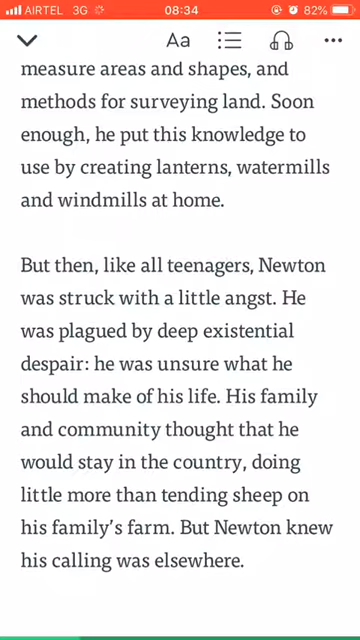 AIRTEL 3G 08:34 82%
Aa
measure areas and shapes, and
methods for surveying land. Soon
enough, he put this knowledge to
use by creating lanterns, watermills
and windmills at home.
But then, like all teenagers, Newton
was struck with a little angst. He
was plagued by deep existential
despair: he was unsure what he
should make of his life. His family
and community thought that he
would stay in the country, doing
little more than tending sheep on
his family’s farm. But Newton knew
his calling was elsewhere.